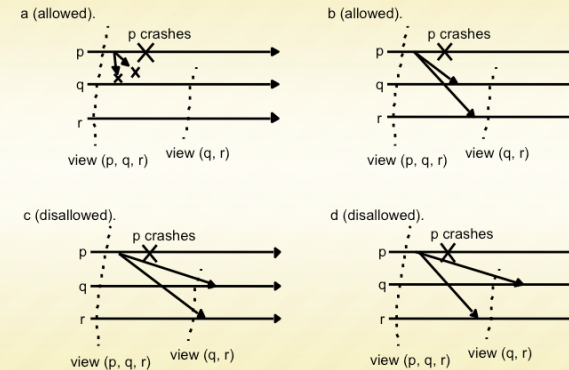 a (allowed).
p crashes
p
q
r
view (p, q, r)
view (q, r)
b (allowed).
p crashes
p
q
r
view (p, q, r)
view (q, r)
c (disallowed).
p crashes
p
q
r
view (p, q, r)
view (q, r)
d (disallowed).
p crashes
p
q
r
view (p, q, r)
view (q, r)